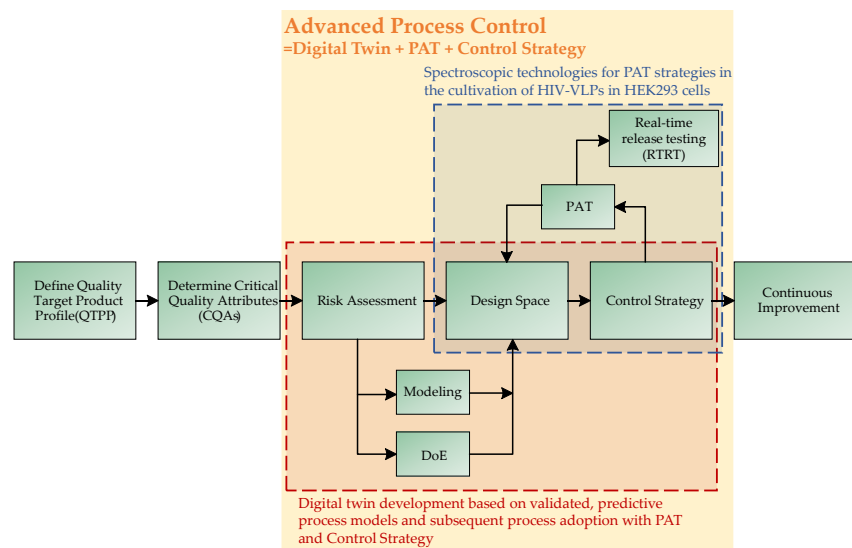 Advanced Process Control
=Digital Twin + PAT + Control Strategy
Spectroscopic technologies for PAT strategies in
the cultivation of HIV-VLPs in HEK293 cells
Real-time
release testing
(RTRT)
PAT
Define Quality
Target Product
Profile(QTPP)
Determine Critical
Quality Attributes
(CQAs)
Risk Assessment
Design Space
Control Strategy
Continuous
Improvement
Modeling
DoE
Digital twin development based on validated, predictive
process models and subsequent process adoption with PAT
and Control Strategy